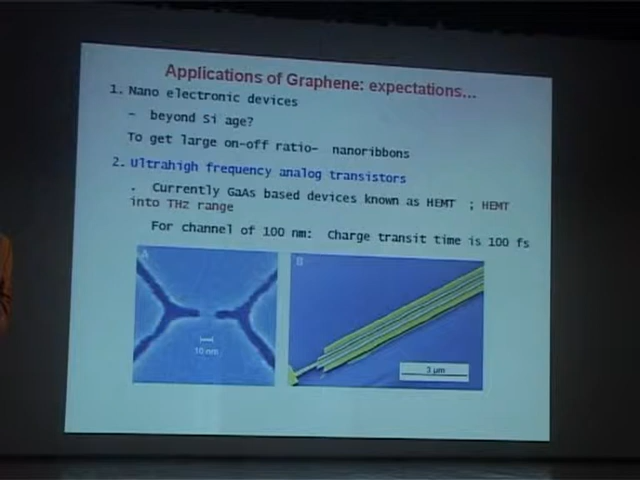 Applications of Graphene: expectations...
1. Nano electronic devices
- beyond Si age?
To get large on-off ratio- nanoribbons
2. Ultrahigh frequency analog transistors
. Currently GaAs based devices known as HEMT ; HEMT
into THz range
For channel of 100 nm: Charge transit time is 100 fs
A
10 nm
B
3 µm